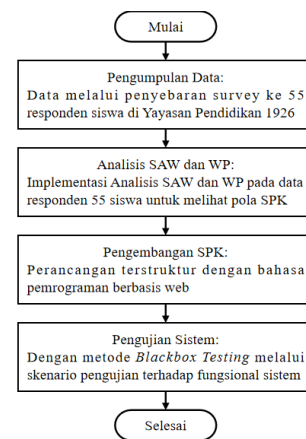 Mulai
Pengumpulan Data:
Data melalui penyebaran survey ke 55
responden siswa di Yayasan Pendidikan 1926
Analisis SAW dan WP:
Implementasi Analisis SAW dan WP pada data
responden 55 siswa untuk melihat pola SPK
Pengembangan SPK:
Perancangan terstruktur dengan bahasa
pemrograman berbasis web
Pengujian Sistem:
Dengan metode Blackbox Testing melalui
skenario pengujian terhadap fungsional sistem
Selesai